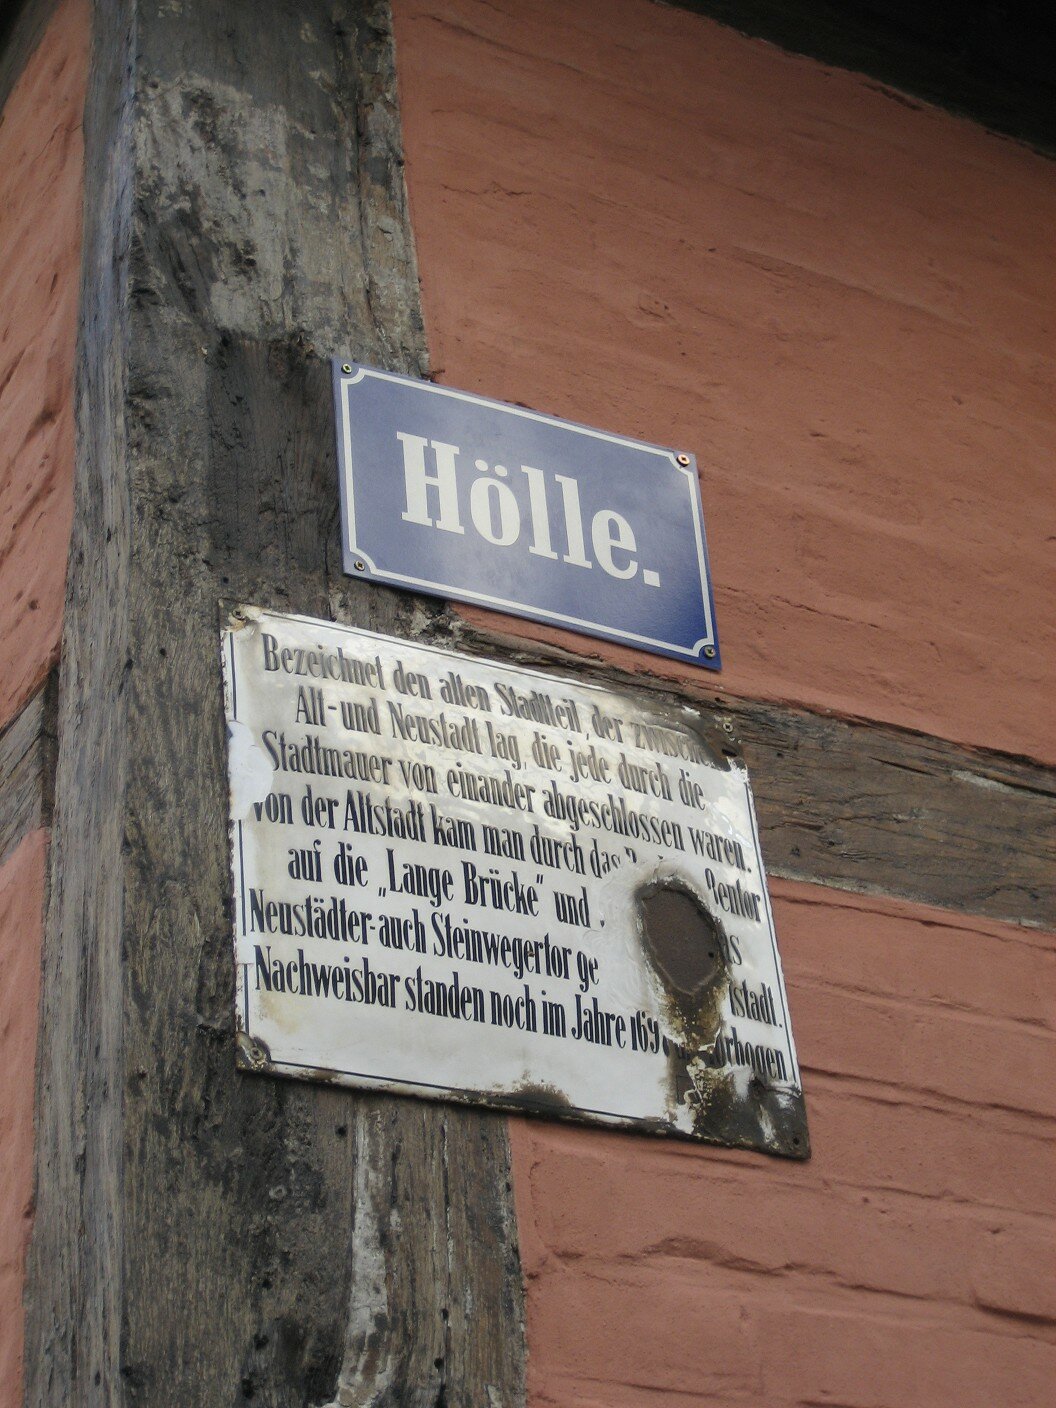 Hölle.
Bezeichnet den alten Stadtteil, der zwischen
Alt-und Neustadt lag, die jede durch die
Stadtmauer von einander abgeschlossen waren.
Von der Altstadt kam man durch das
auf die „Lange Brücke" und
Neustädter-auch Steinwegertor
Nachweisbar standen noch im Jahre